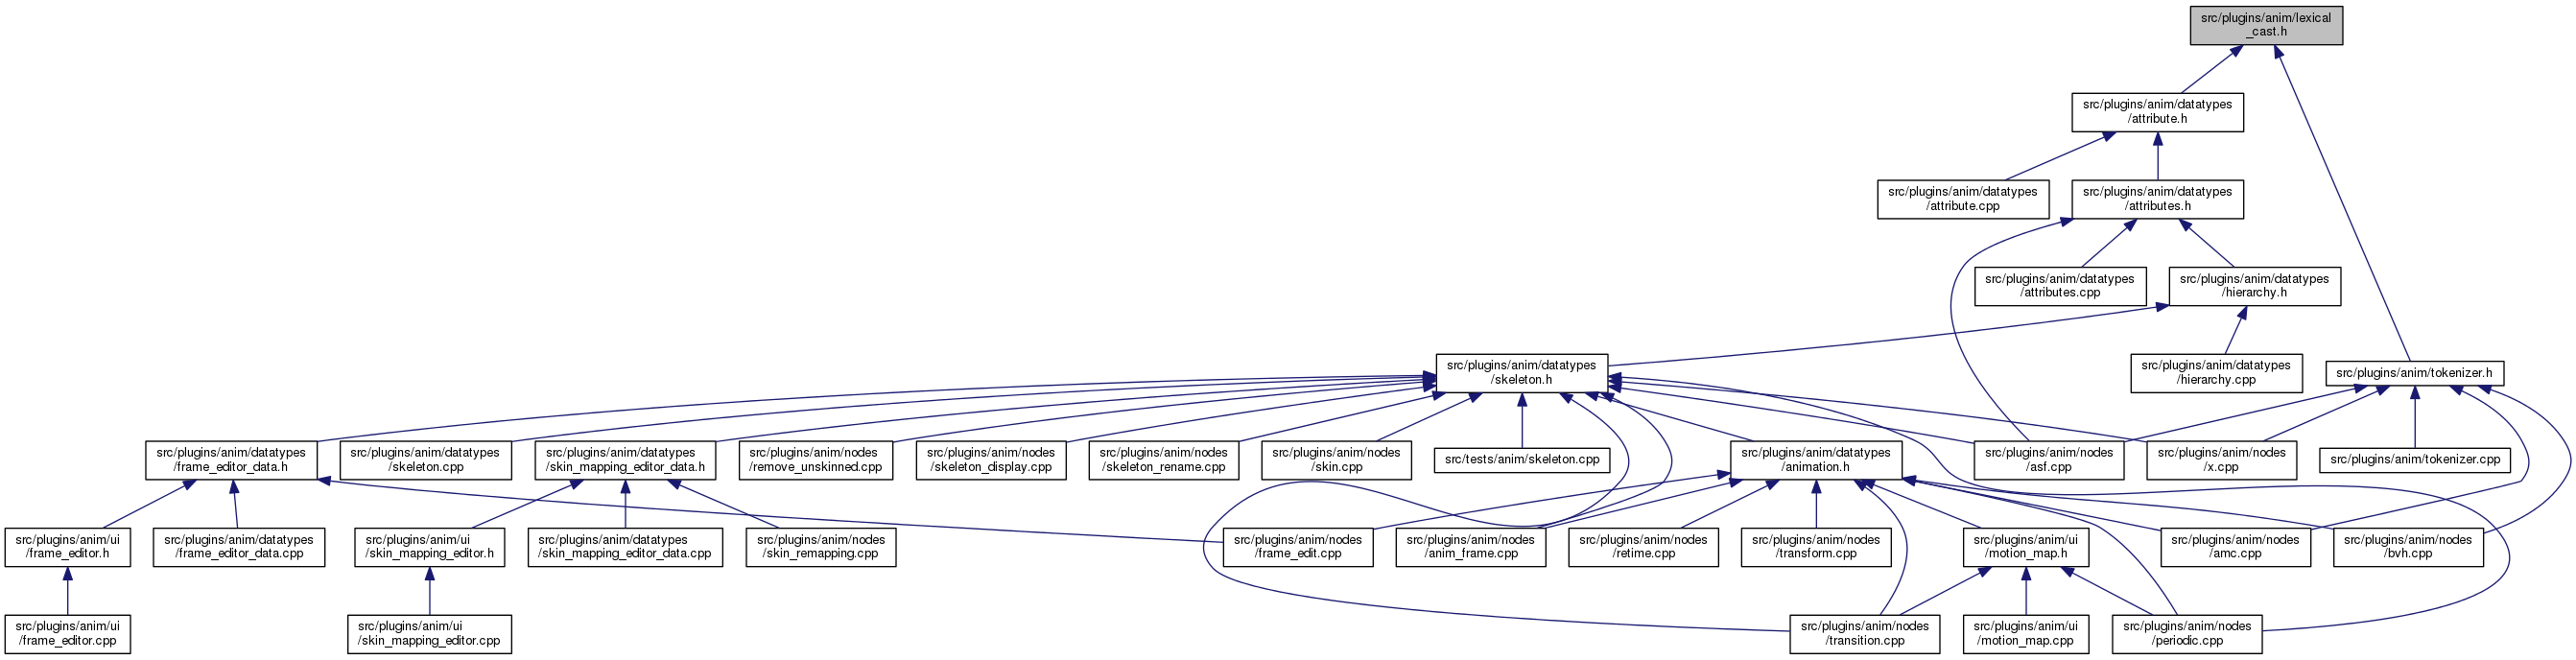 src/plugins/anim/lexical
_cast.h
src/plugins/anim/datatypes
/attribute.h
src/plugins/anim/datatypes
/attribute.cpp
src/plugins/anim/datatypes
/attributes.h
src/plugins/anim/datatypes
/attributes.cpp
src/plugins/anim/datatypes
/hierarchy.h
src/plugins/anim/datatypes
/skeleton.h
src/plugins/anim/datatypes
/hierarchy.cpp
src/plugins/anim/tokenizer.h
src/plugins/anim/datatypes
/frame_editor_data.h
src/plugins/anim/datatypes
/skeleton.cpp
src/plugins/anim/datatypes
/skin_mapping_editor_data.h
src/plugins/anim/nodes
/remove_unskinned.cpp
src/plugins/anim/nodes
/skeleton_display.cpp
src/plugins/anim/nodes
/skeleton_rename.cpp
src/plugins/anim/nodes
/skin.cpp
src/tests/anim/skeleton.cpp
src/plugins/anim/datatypes
/animation.h
src/plugins/anim/nodes
/asf.cpp
src/plugins/anim/nodes
/x.cpp
src/plugins/anim/tokenizer.cpp
src/plugins/anim/ui
/frame_editor.h
src/plugins/anim/datatypes
/frame_editor_data.cpp
src/plugins/anim/ui
/skin_mapping_editor.h
src/plugins/anim/datatypes
/skin_mapping_editor_data.cpp
src/plugins/anim/nodes
/skin_remapping.cpp
src/plugins/anim/nodes
/frame_edit.cpp
src/plugins/anim/nodes
/anim_frame.cpp
src/plugins/anim/nodes
/retime.cpp
src/plugins/anim/nodes
/transform.cpp
src/plugins/anim/ui
/motion_map.h
src/plugins/anim/nodes
/amc.cpp
src/plugins/anim/nodes
/bvh.cpp
src/plugins/anim/ui
/frame_editor.cpp
src/plugins/anim/ui
/skin_mapping_editor.cpp
src/plugins/anim/nodes
/transition.cpp
src/plugins/anim/ui
/motion_map.cpp
src/plugins/anim/nodes
/periodic.cpp